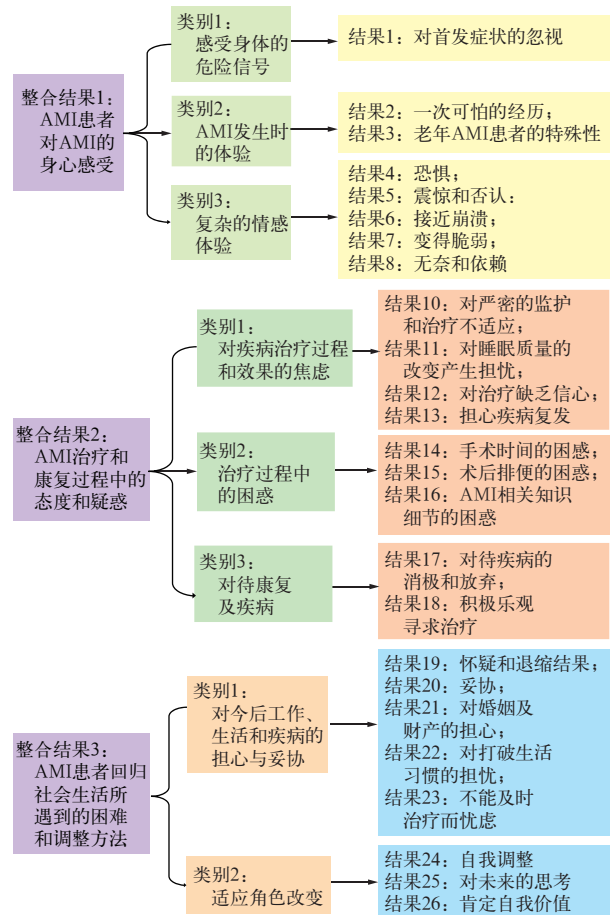 整合结果1:
AMI患者
对AMI的
身心感受
类别1:
感受身体的
危险信号
结果1:对首发症状的忽视
类别2:
AMI发生时
的体验
结果2:一次可怕的经历;
结果3:老年AMI患者的特殊性
类别3:
复杂的情感
体验
结果4:恐惧;
结果5:震惊和否认:
结果6:接近崩溃;
结果7:变得脆弱;
结果8:无奈和依赖
整合结果2:
AMI治疗和
康复过程中的
态度和疑惑
类别1:
对疾病治疗过程
和效果的焦虑
结果10:对严密的监护
和治疗不适应;
结果11:对睡眠质量的
改变产生担忧;
结果12:对治疗缺乏信心;
结果13:担心疾病复发
类别2:
治疗过程中
的困惑
结果14:手术时间的困惑;
结果15:术后排便的困惑;
结果16:AMI相关知识
细节的困惑
类别3:
对待康复
及疾病
结果17:对待疾病的
消极和放弃;
结果18:积极乐观
寻求治疗
整合结果3:
AMI患者回归
社会生活所
遇到的困难
和调整方法
类别1:
对今后工作、
生活和疾病的
担心与妥协
结果19:怀疑和退缩结果;
结果20:妥协;
结果21:对婚姻及
财产的担心;
结果22:对打破生活
习惯的担忧;
结果23:不能及时
治疗而忧虑
类别2:
适应角色改变
结果24:自我调整
结果25:对未来的思考
结果26:肯定自我价值